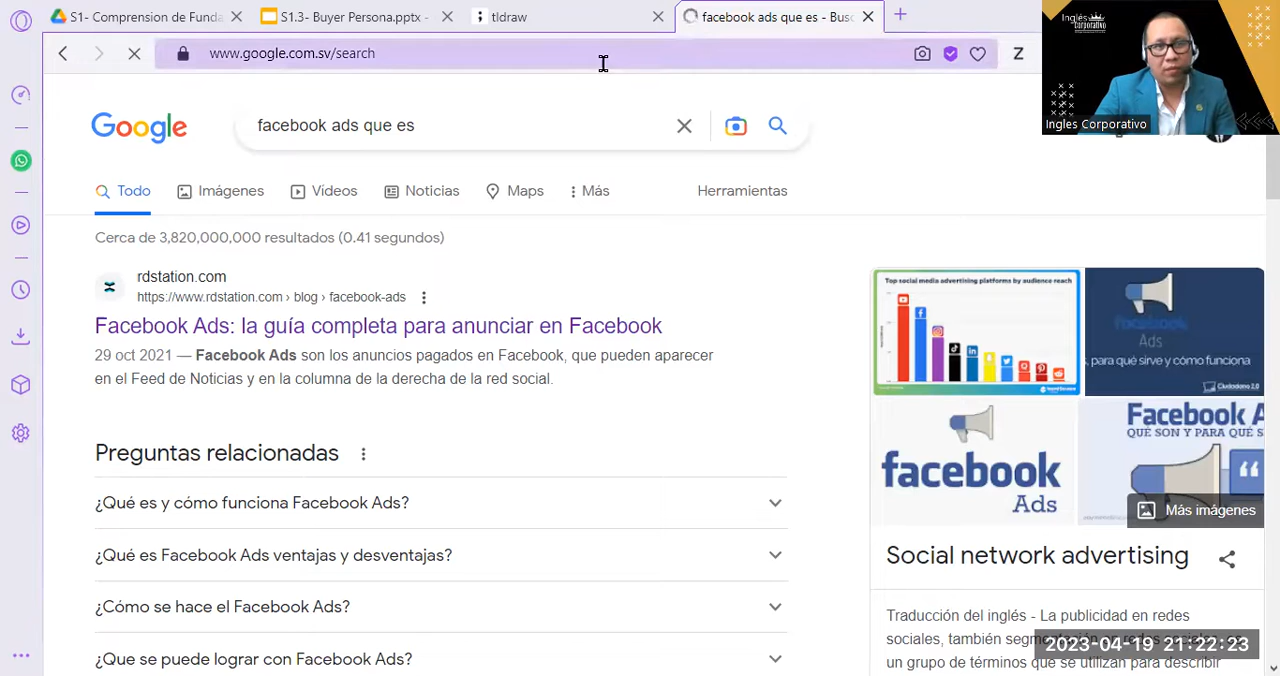 S1- Comprension de Funda
S1.3- Buyer Persona.pptx -
tldraw
facebook ads que es - Bus
www.google.com.sv/search
Z
Inglés
corporativo
Ingles Corporativo
Google
facebook ads que es
Todo
Imágenes
Vídeos
Noticias
Maps
Más
Herramientas
Cerca de 3,820,000,000 resultados (0.41 segundos)
rdstation.com
https://www.rdstation.com › blog › facebook-ads
Facebook Ads: la guía completa para anunciar en Facebook
29 oct 2021 — Facebook Ads son los anuncios pagados en Facebook, que pueden aparecer
en el Feed de Noticias y en la columna de la derecha de la red social.
Preguntas relacionadas
¿Qué es y cómo funciona Facebook Ads?
¿Qué es Facebook Ads ventajas y desventajas?
¿Cómo se hace el Facebook Ads?
¿Que se puede lograr con Facebook Ads?
Top social media advertising platforms by audience reach
facebook
Ads
, para qué sirve y cómo funciona
Ciudadano 2.0
facebook
Ads
Facebook A
QUÉ SON Y PARA QUÉ S
Más imágenes
Social network advertising
Traducción del inglés - La publicidad en redes
sociales, también
un grupo de términos que se utilizan para describir
2023-04-19 21:22:23